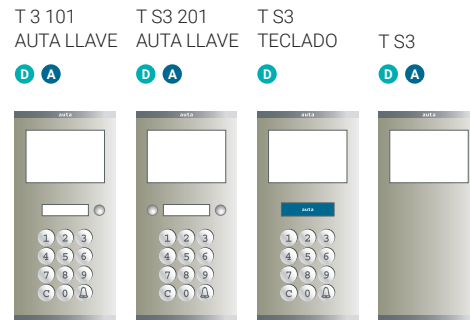 T 3 101
AUTA LLAVE
D A
T S3 201
AUTA LLAVE
D A
T S3
TECLADO
D
T S3
D A
auta
1 2 3
4 5 6
7 8 9
C 0
auta
1 2 3
4 5 6
7 8 9
C 0
auta
auta
1 2 3
4 5 6
7 8 9
C 0
auta